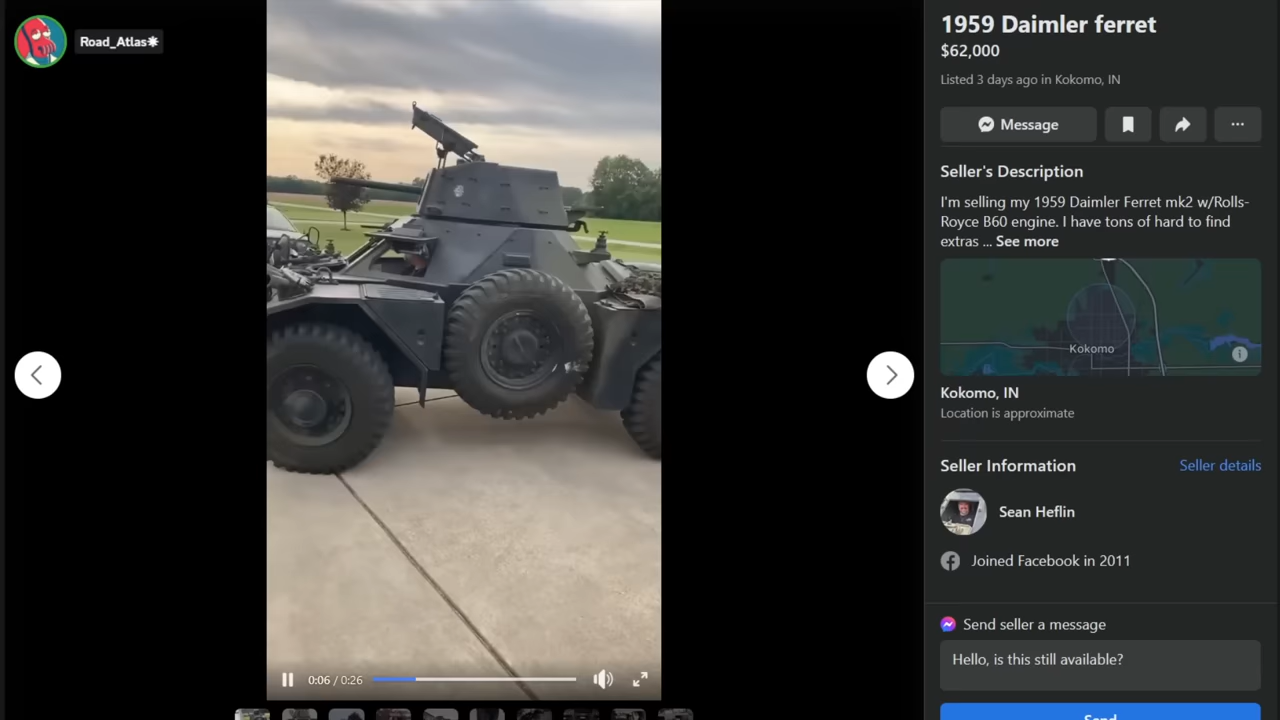 Road_Atlas
1959 Daimler ferret
$62,000
Listed 3 days ago in Kokomo, IN
Message
Seller's Description
I'm selling my 1959 Daimler Ferret mk2 w/Rolls-
Royce B60 engine. I have tons of hard to find
extras ... See more
Kokomo
Kokomo, IN
Location is approximate
Seller Information
Seller details
Sean Heflin
Joined Facebook in 2011
Send seller a message
Hello, is this still available?
Send
0:06 / 0:26